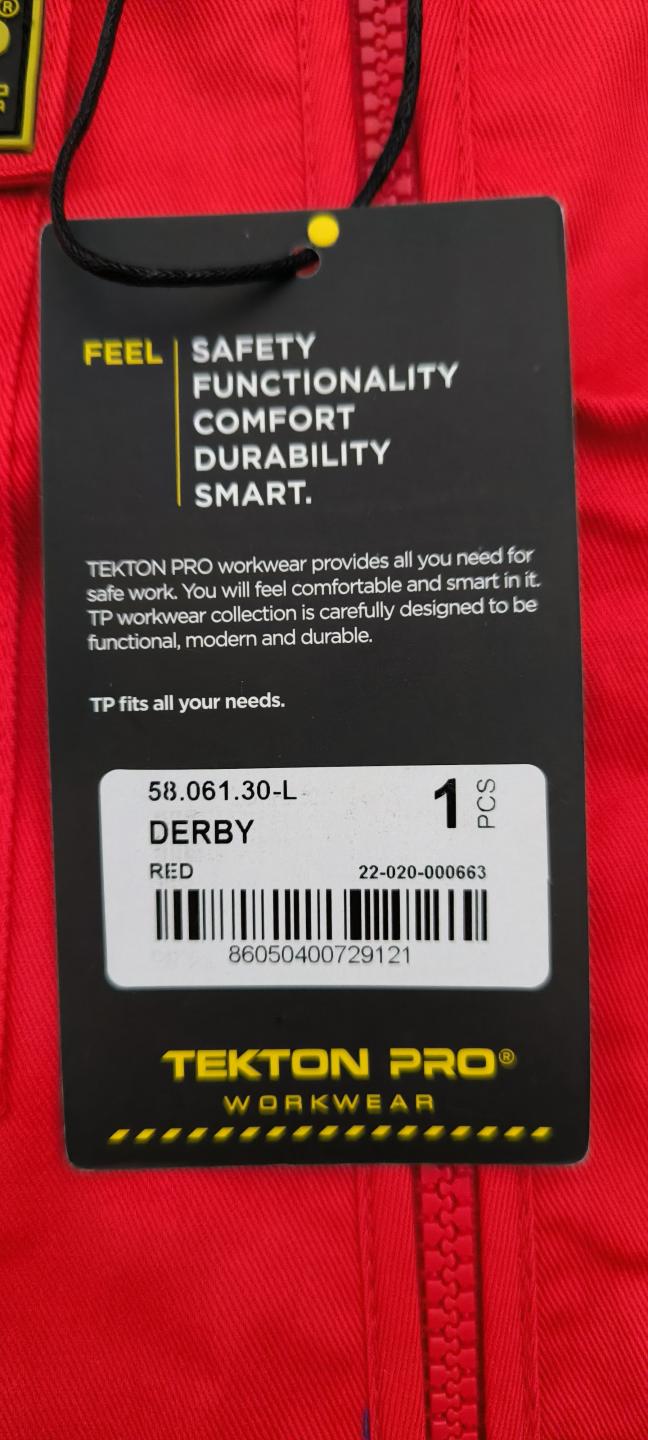 FEEL SAFETY
FUNCTIONALITY
COMFORT
DURABILITY
SMART.
TEKTON PRO workwear provides all you need for
safe work. You will feel comfortable and smart in it.
TP workwear collection is carefully designed to be
functional, modern and durable.
TP fits all your needs.
58.061.30-L
1 PCS
DERBY
RED 22-020-000663
86050400729121
TEKTON PRO®
WORKWEAR